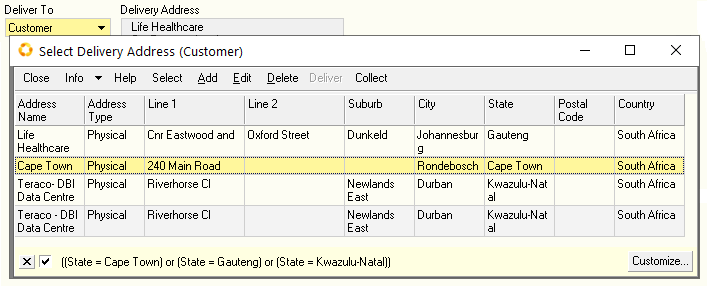 Deliver To Delivery Address
Customer Life Healthcare
Select Delivery Address (Customer)
Close Info Help Select Add Edit Delete Deliver Collect
Address Name Address Type Line 1 Line 2 Suburb City State Postal Code Country
Life Healthcare Physical Cnr Eastwood and Oxford Street Dunkeld Johannesburg Gauteng South Africa
Cape Town Physical 240 Main Road Rondebosch Cape Town South Africa
Teraco- DBI Data Centre Physical Riverhorse Cl Newlands East Durban Kwazulu-Natal South Africa
Teraco - DBI Data Centre Physical Riverhorse Cl Newlands East Durban Kwazulu-Natal South Africa
((State = Cape Town) or (State = Gauteng) or (State = Kwazulu-Natal)) Customize...